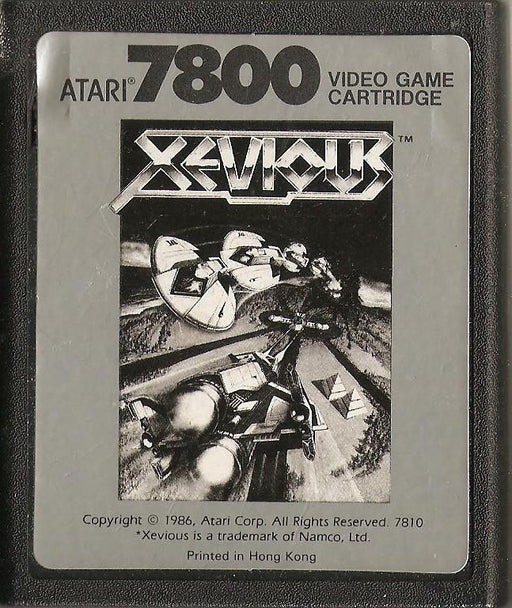 ATARI® 7800 VIDEO GAME
CARTRIDGE
XEVIOUS™
Copyright © 1986, Atari Corp. All Rights Reserved. 7810
*Xevious is a trademark of Namco, Ltd.
Printed in Hong Kong